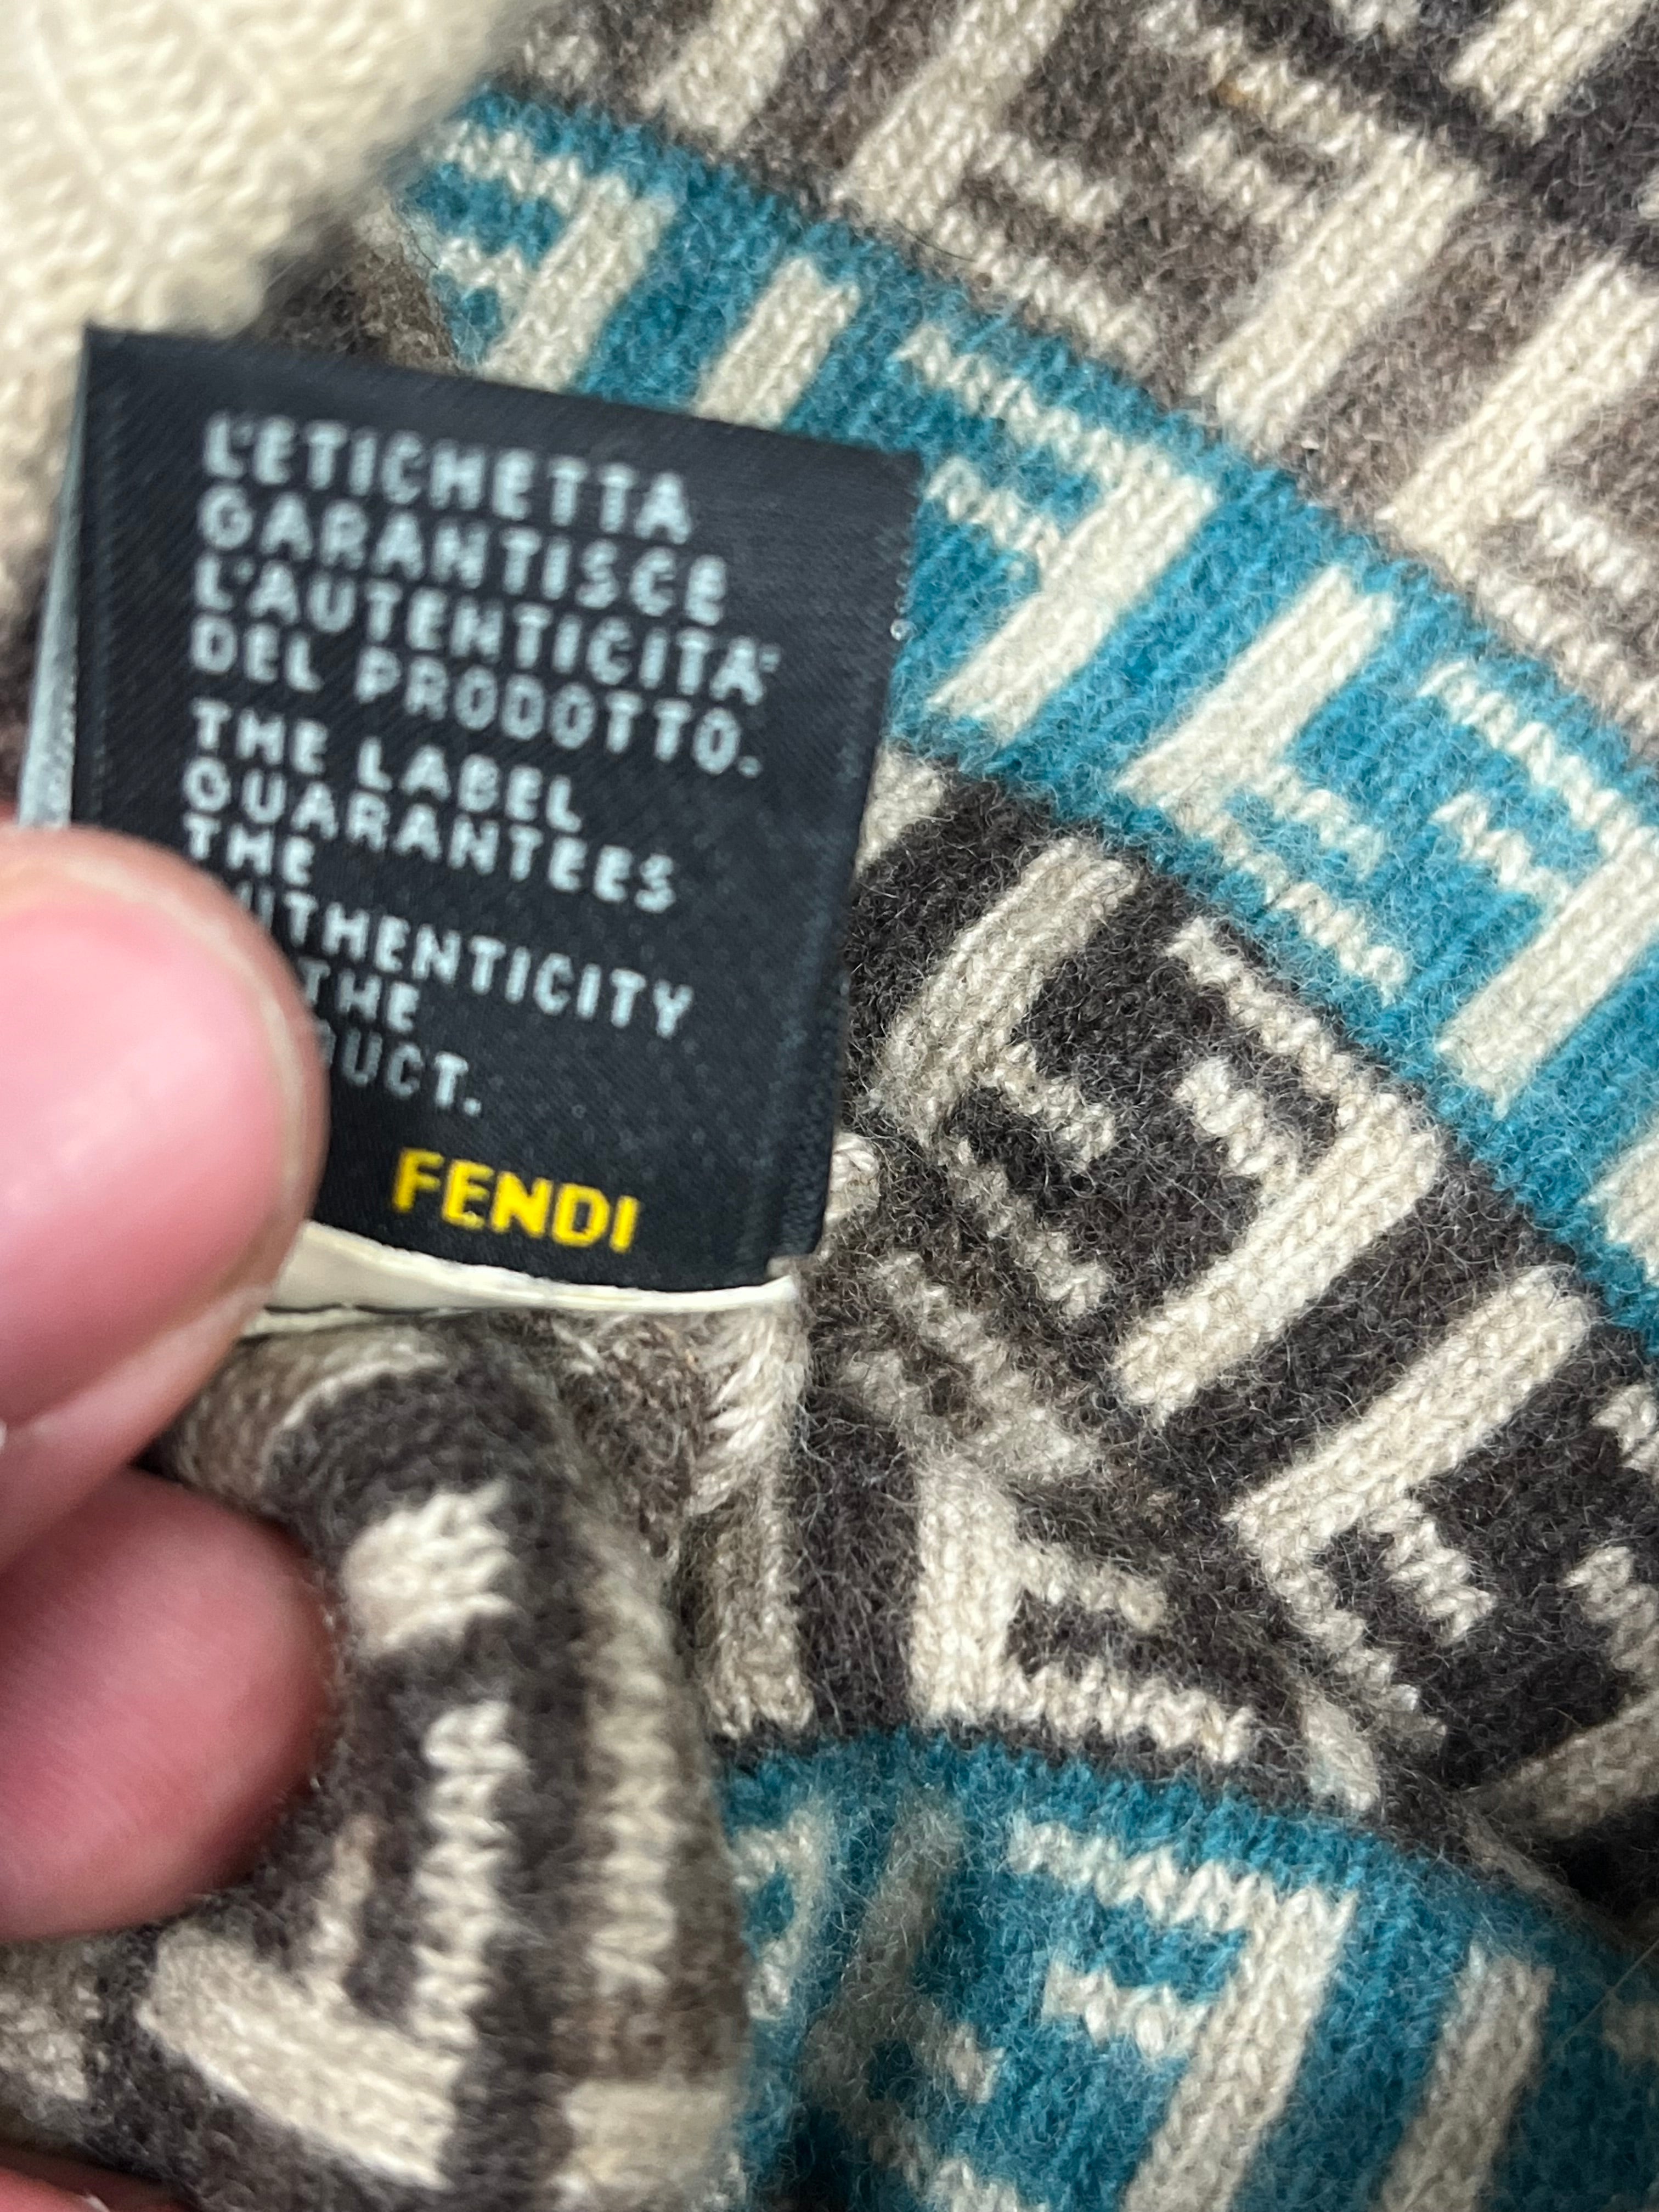 L'ETICHETTA
GARANTISCE
L'AUTENTICITA'
DEL PRODOTTO.
THE LABEL
GUARANTEES
THE
UTHENTICITY
THE
UCT.
FENDI